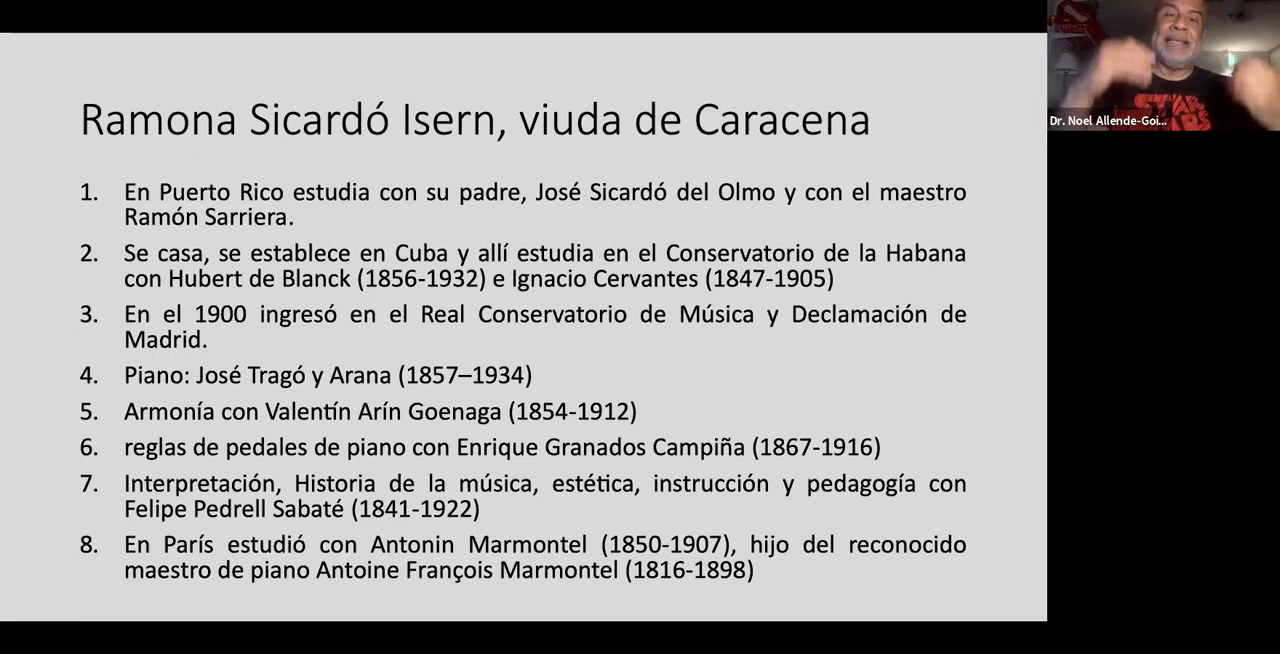 Ramona Sicardó Isern, viuda de Caracena
1. En Puerto Rico estudia con su padre, José Sicardó del Olmo y con el maestro
Ramón Sarriera.
2. Se casa, se establece en Cuba y allí estudia en el Conservatorio de la Habana
con Hubert de Blanck (1856-1932) e Ignacio Cervantes (1847-1905)
3. En el 1900 ingresó en el Real Conservatorio de Música y Declamación de
Madrid.
4. Piano: José Tragó y Arana (1857–1934)
5. Armonía con Valentín Arín Goenaga (1854-1912)
6. reglas de pedales de piano con Enrique Granados Campiña (1867-1916)
7. Interpretación, Historia de la música, estética, instrucción y pedagogía con
Felipe Pedrell Sabaté (1841-1922)
8. En París estudió con Antonin Marmontel (1850-1907), hijo del reconocido
maestro de piano Antoine François Marmontel (1816-1898)
Dr. Noel Allende-Goi...
STAR